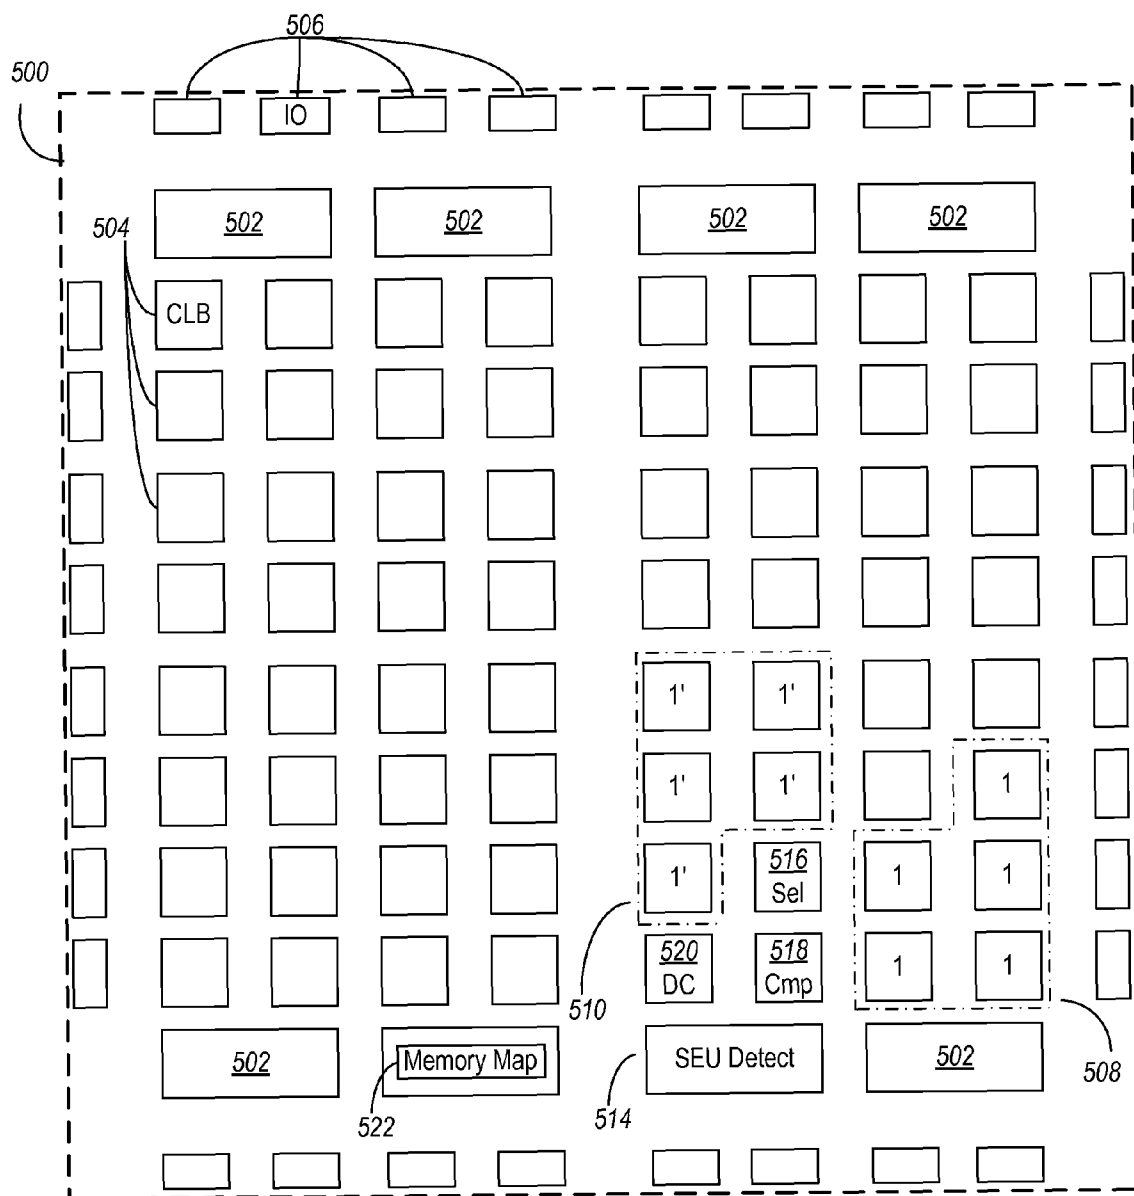 506
500
IO
502 502 502 502
504
CLB
1' 1'
1' 1' 1
1' 516 Sel 1 1
520 DC 518 Cmp 1 1
510
502 Memory Map SEU Detect 502
508
522 514